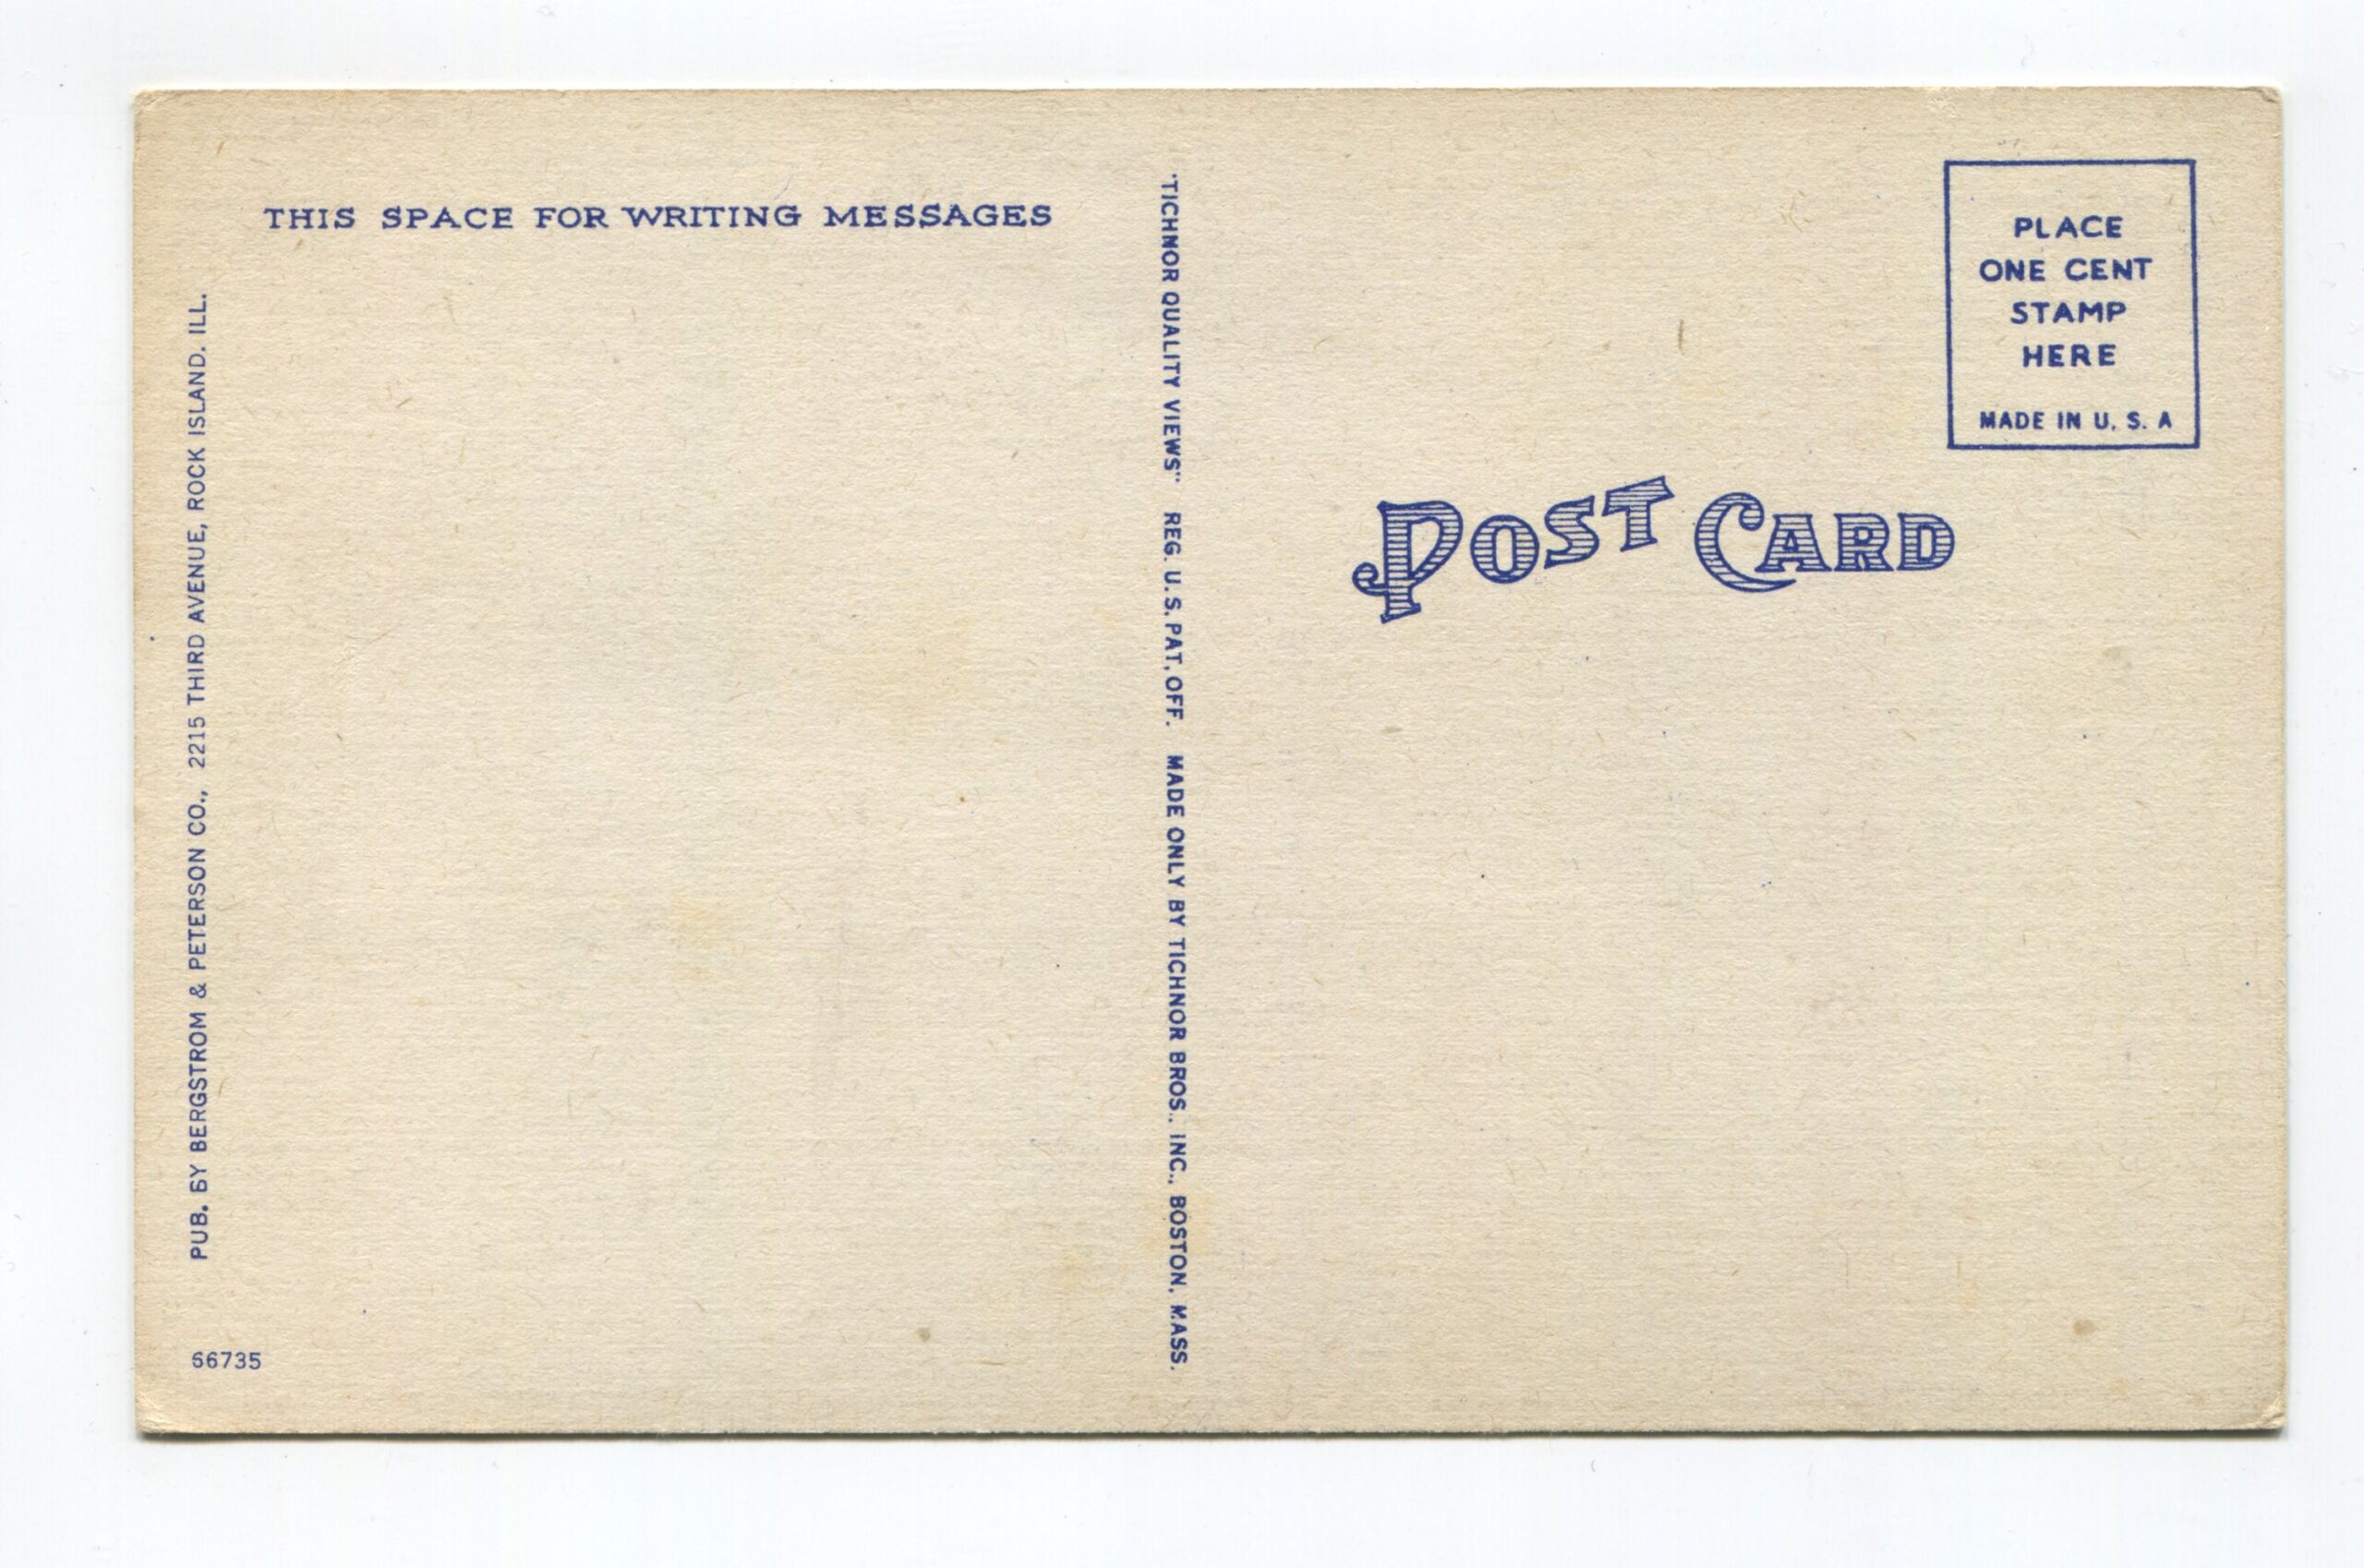 THIS SPACE FOR WRITING MESSAGES
PUB. BY BERGSTROM & PETERSON CO., 2215 THIRD AVENUE, ROCK ISLAND. ILL.
66735
"TICHNOR QUALITY VIEWS" REG. U. S. PAT. OFF. MADE ONLY BY TICHNOR BROS., INC., BOSTON, MASS.
PLACE
ONE CENT
STAMP
HERE
MADE IN U. S. A
POST CARD